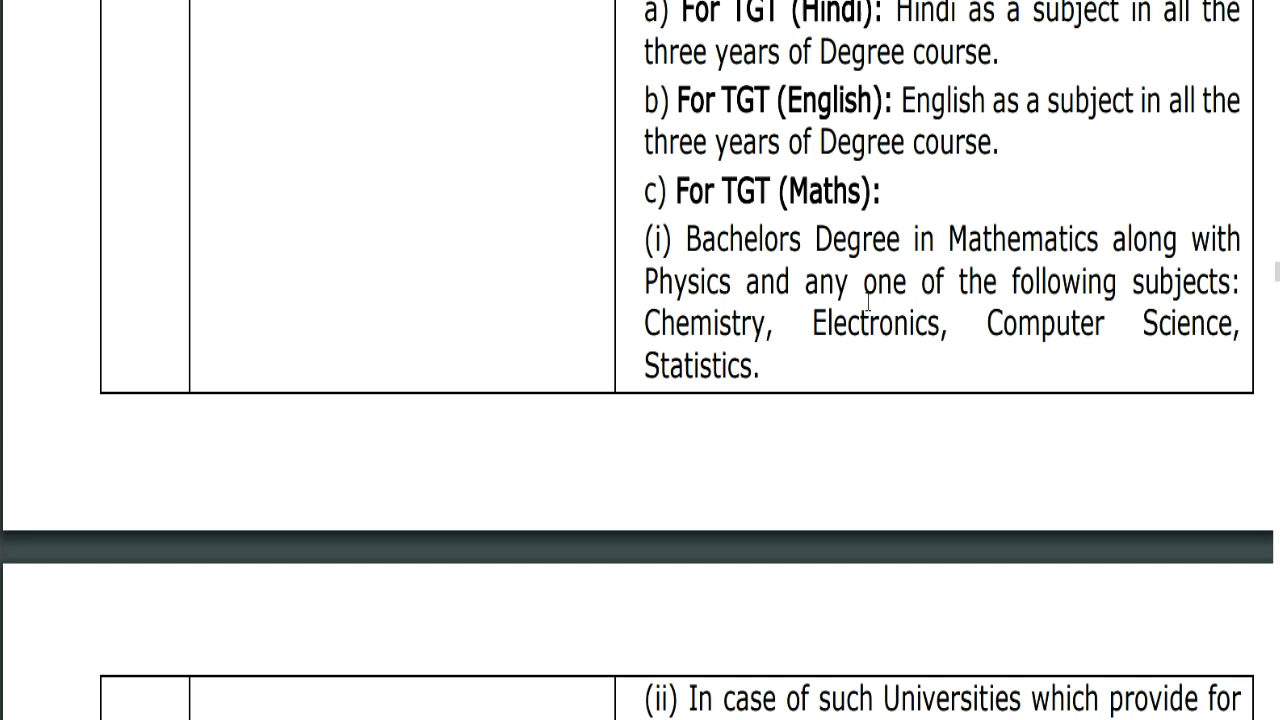 a) For TGT (Hindi): Hindi as a subject in all the
three years of Degree course.
b) For TGT (English): English as a subject in all the
three years of Degree course.
c) For TGT (Maths):
(i) Bachelors Degree in Mathematics along with
Physics and any one of the following subjects:
Chemistry, Electronics, Computer Science,
Statistics.
(ii) In case of such Universities which provide for